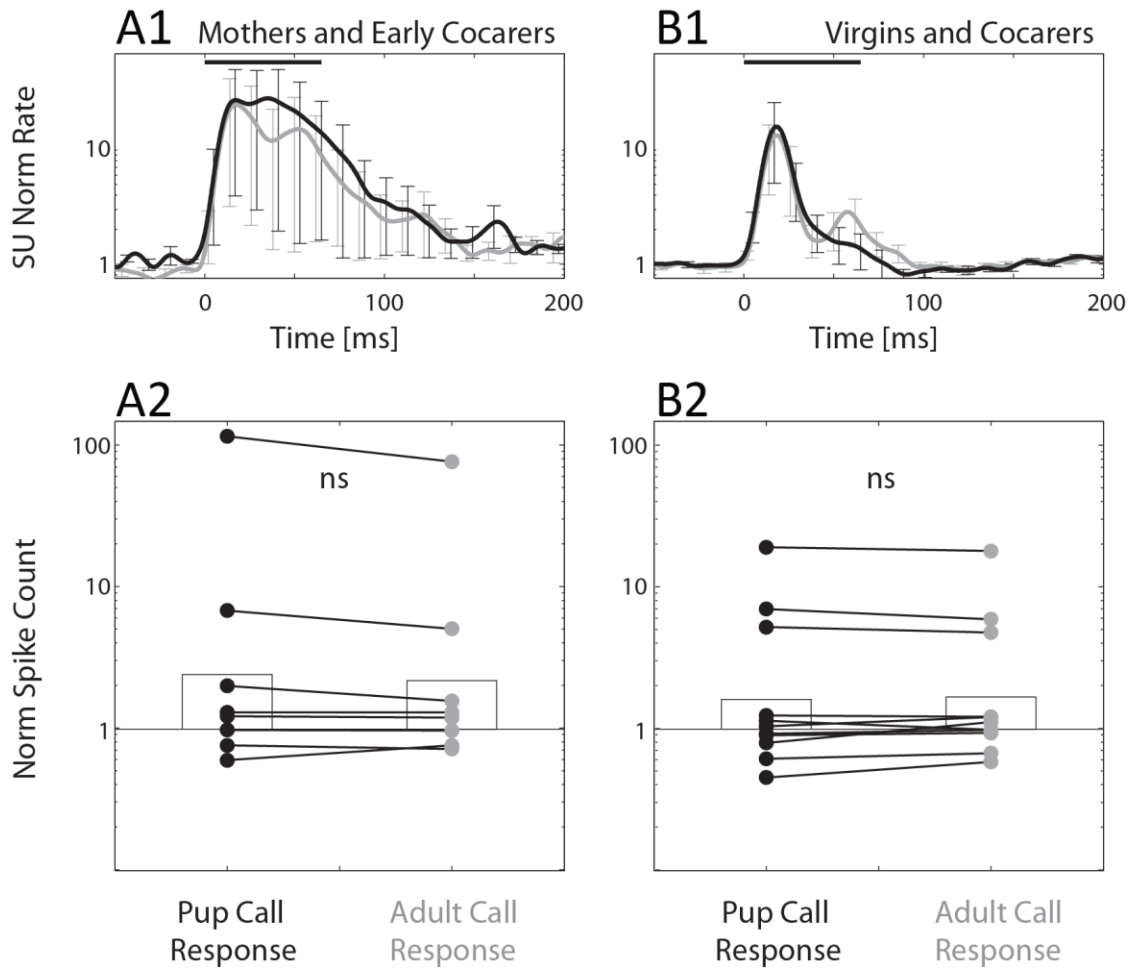 A1 Mothers and Early Cocarers
B1 Virgins and Cocarers
SU Norm Rate
10
1
10
1
0 100 200
0 100 200
Time [ms]
Time [ms]
A2
B2
Norm Spike Count
100
10
1
100
10
1
ns
ns
Pup Call
Response
Adult Call
Response
Pup Call
Response
Adult Call
Response